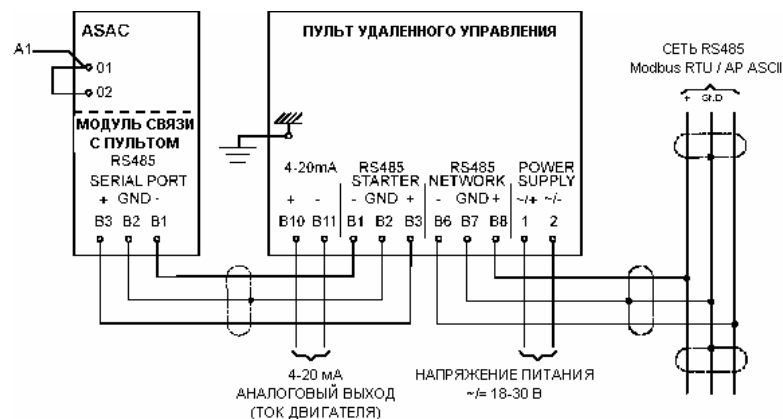 ASAC
A1
01
02
МОДУЛЬ СВЯЗИ
С ПУЛЬТОМ
RS485
SERIAL PORT
+ GND -
B3 B2 B1
ПУЛЬТ УДАЛЕННОГО УПРАВЛЕНИЯ
4-20mA
+ -
B10 B11
RS485
STARTER
- GND +
B1 B2 B3
RS485
NETWORK
- GND +
B6 B7 B8
POWER
SUPPLY
~/+ ~/-
1 2
СЕТЬ RS485
Modbus RTU / AP ASCII
+ GND
4-20 мА
АНАЛОГОВЫЙ ВЫХОД
(ТОК ДВИГАТЕЛЯ)
НАПРЯЖЕНИЕ ПИТАНИЯ
~/= 18-30 В